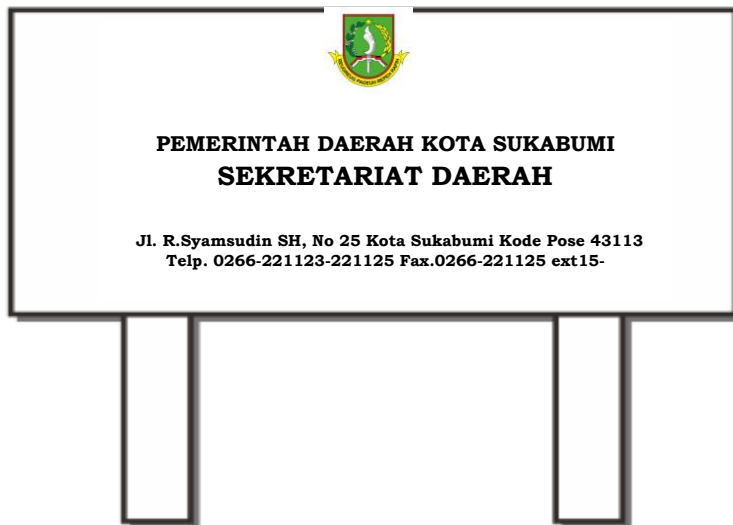 PEMERINTAH DAERAH KOTA SUKABUMI
SEKRETARIAT DAERAH
Jl. R.Syamsudin SH, No 25 Kota Sukabumi Kode Pose 43113
Telp. 0266-221123-221125 Fax.0266-221125 ext15-